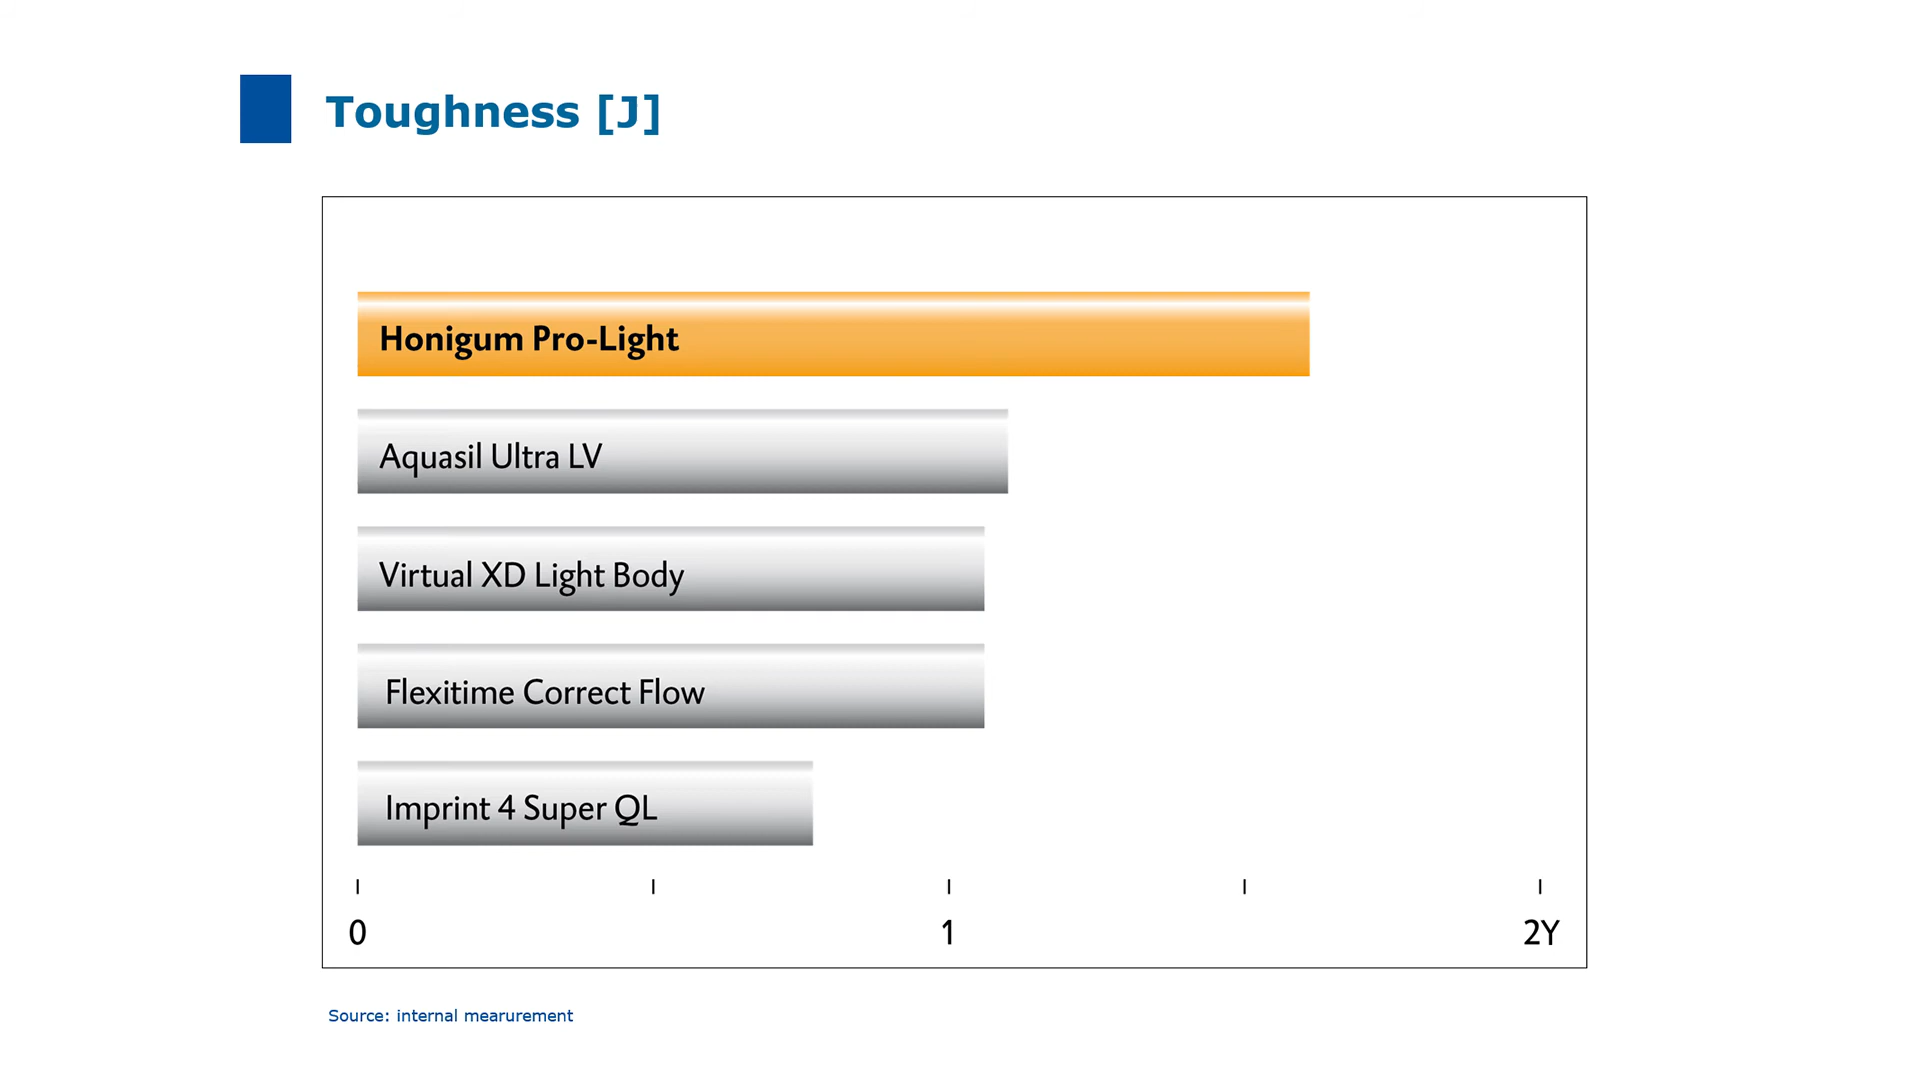 Toughness [J]
Honigum Pro-Light
Aquasil Ultra LV
Virtual XD Light Body
Flexitime Correct Flow
Imprint 4 Super QL
0 1 2Y
Source: internal mearurement